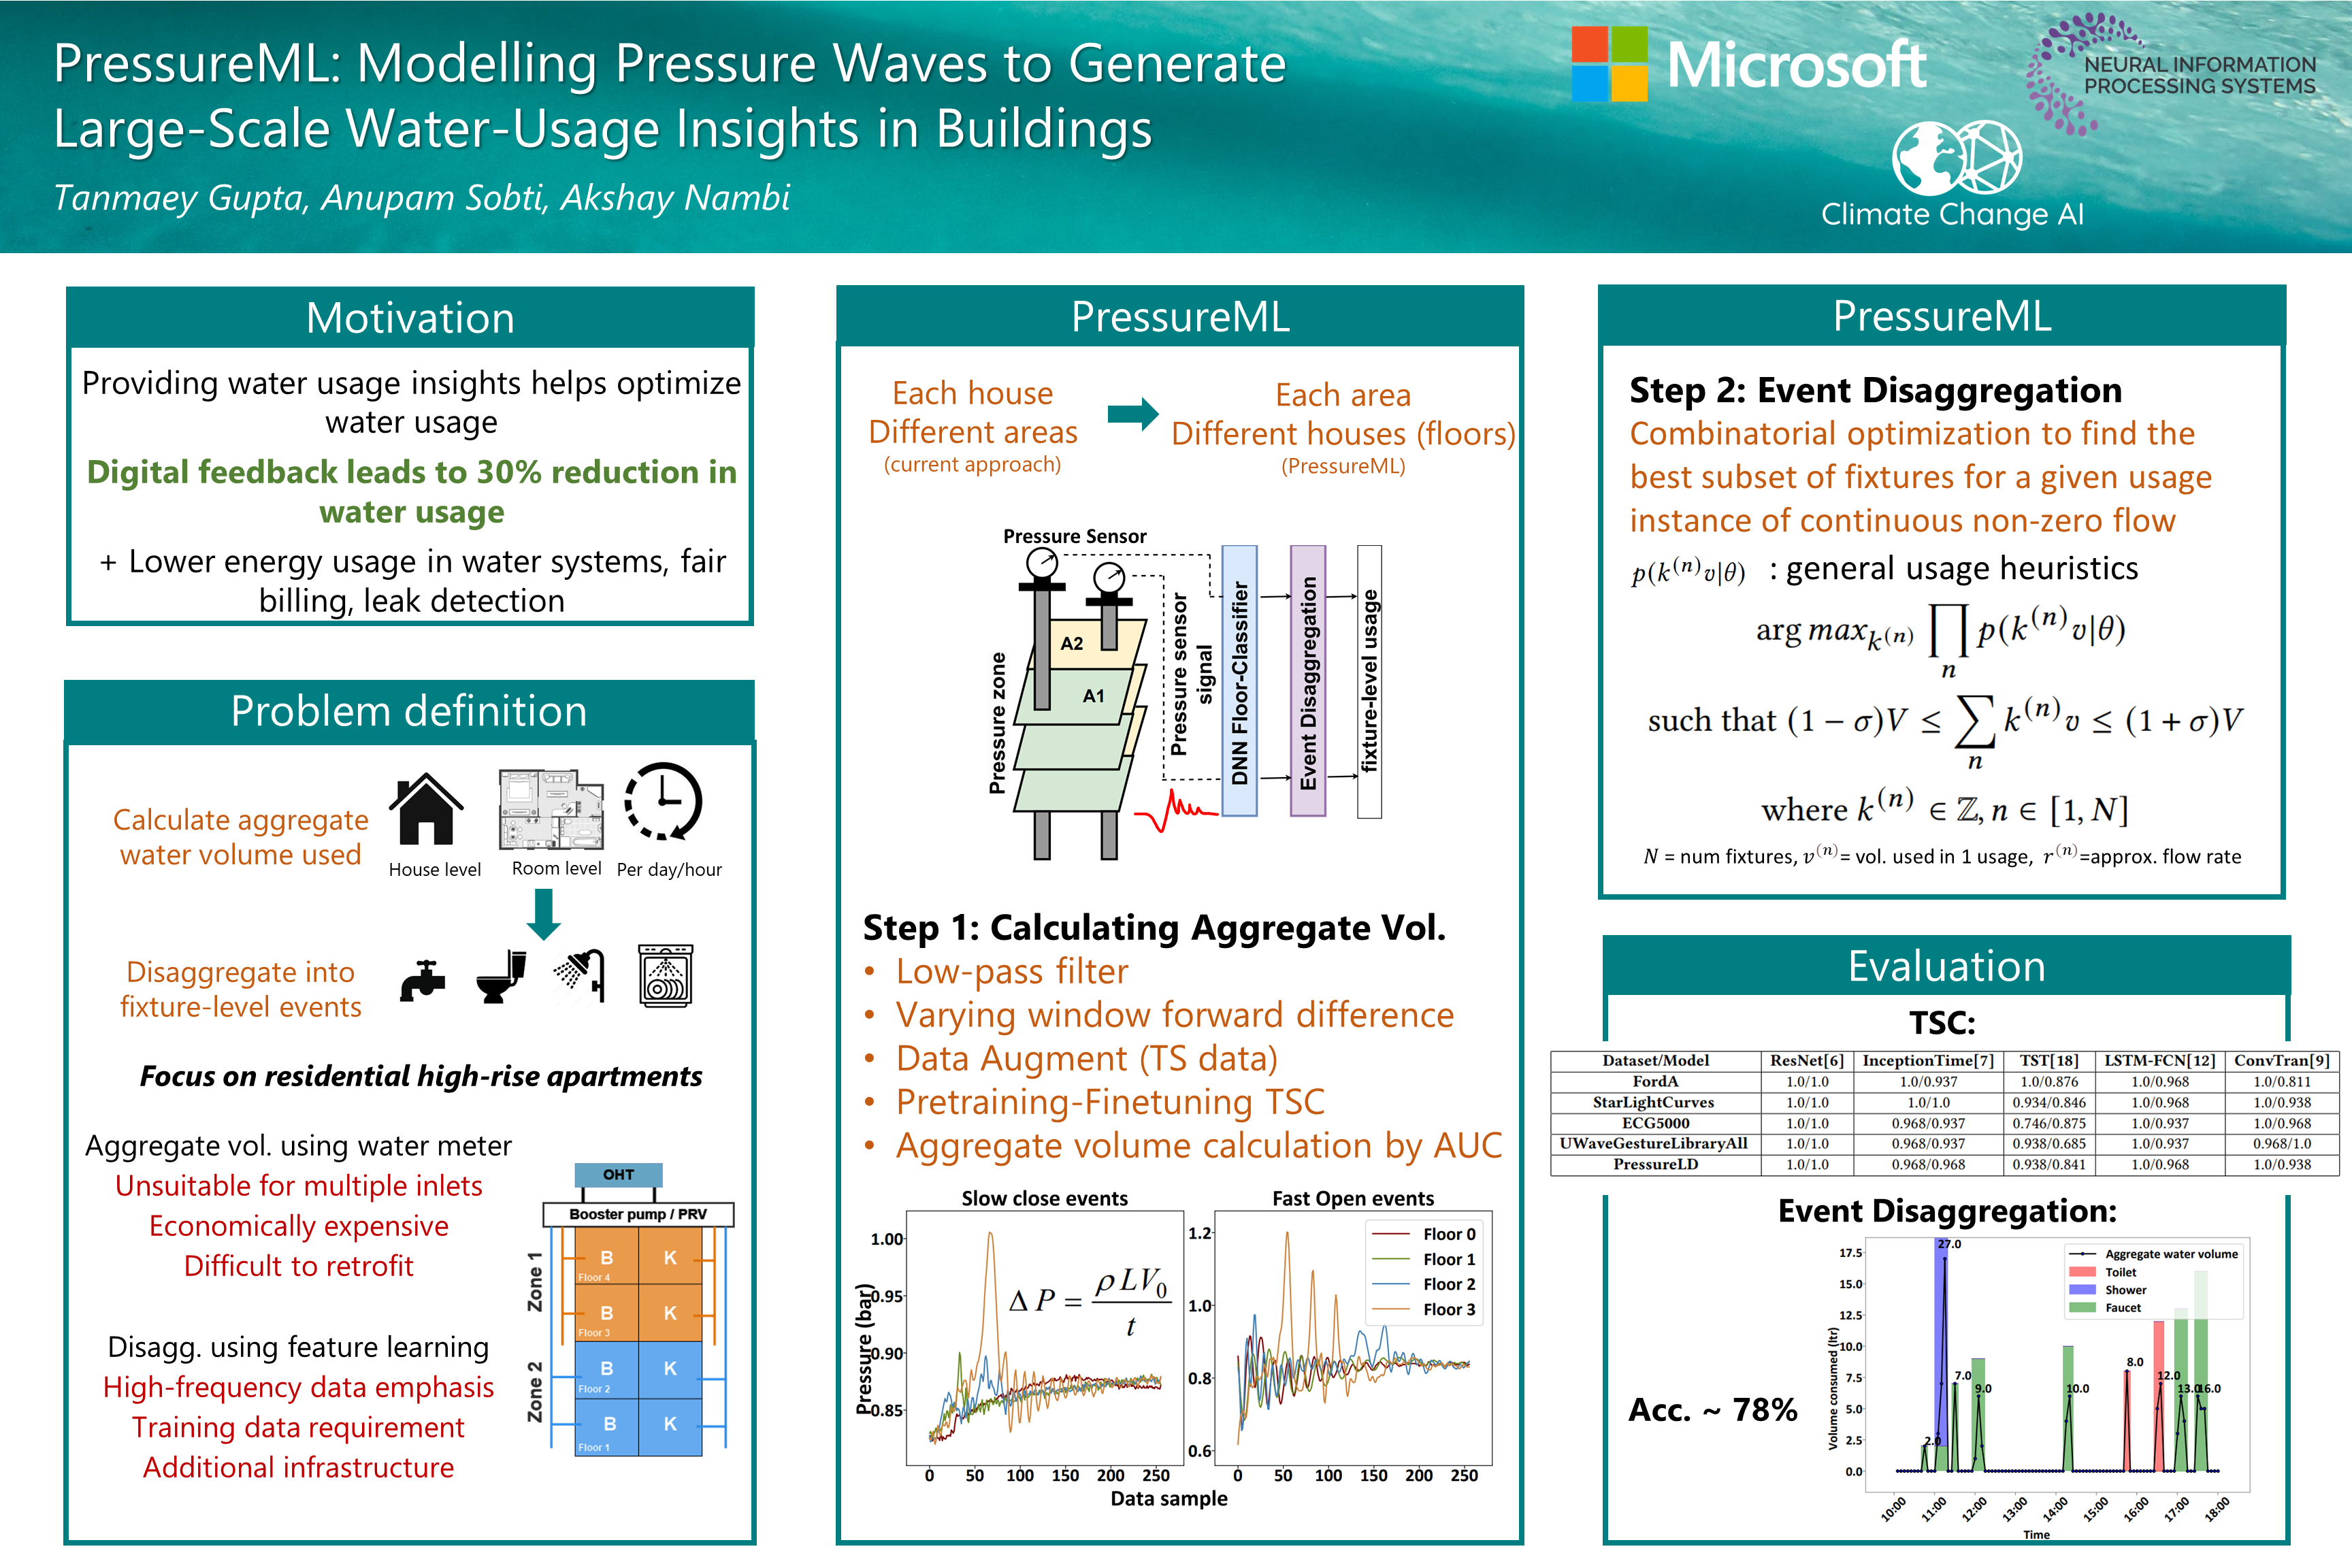 PressureML: Modelling Pressure Waves to Generate
Large-Scale Water-Usage Insights in Buildings
Tanmaey Gupta, Anupam Sobti, Akshay Nambi
Microsoft
NEURAL INFORMATION
PROCESSING SYSTEMS
Climate Change AI
Motivation
Providing water usage insights helps optimize
water usage
Digital feedback leads to 30% reduction in
water usage
+ Lower energy usage in water systems, fair
billing, leak detection
Problem definition
Calculate aggregate
water volume used
House level
Room level
Per day/hour
Disaggregate into
fixture-level events
Focus on residential high-rise apartments
Aggregate vol. using water meter
Unsuitable for multiple inlets
Economically expensive
Difficult to retrofit
Disagg. using feature learning
High-frequency data emphasis
Training data requirement
Additional infrastructure
OHT
Booster pump / PRV
Zone 1
B K
Floor 4
B K
Floor 3
Zone 2
B K
Floor 2
B K
Floor 1
PressureML
Each house
Different areas
(current approach)
Each area
Different houses (floors)
(PressureML)
Pressure Sensor
Pressure zone
A2
A1
Pressure sensor
signal
DNN Floor-Classifier
Event Disaggregation
fixture-level usage
Step 1: Calculating Aggregate Vol.
• Low-pass filter
• Varying window forward difference
• Data Augment (TS data)
• Pretraining-Finetuning TSC
• Aggregate volume calculation by AUC
Slow close events
Fast Open events
Pressure (bar)
1.00
0.95
0.90
0.85
Δ P = ρ L V₀ / t
0 50 100 150 200 250
1.2
1.0
0.8
0.6
Floor 0
Floor 1
Floor 2
Floor 3
0 50 100 150 200 250
Data sample
PressureML
Step 2: Event Disaggregation
Combinatorial optimization to find the
best subset of fixtures for a given usage
instance of continuous non-zero flow
p(k⁽ⁿ⁾v|θ) : general usage heuristics
arg max_k⁽ⁿ⁾ ∏_n p(k⁽ⁿ⁾v|θ)
such that (1 − σ)V ≤ ∑_n k⁽ⁿ⁾v ≤ (1 + σ)V
where k⁽ⁿ⁾ ∈ ℤ, n ∈ [1, N]
N = num fixtures, v⁽ⁿ⁾= vol. used in 1 usage, r⁽ⁿ⁾=approx. flow rate
Evaluation
TSC:
Dataset/Model ResNet[6] InceptionTime[7] TST[18] LSTM-FCN[12] ConvTran[9]
FordA 1.0/1.0 1.0/0.937 1.0/0.876 1.0/0.968 1.0/0.811
StarLightCurves 1.0/1.0 1.0/1.0 0.934/0.846 1.0/0.968 1.0/0.938
ECG5000 1.0/1.0 0.968/0.937 0.746/0.875 1.0/0.937 1.0/0.968
UWaveGestureLibraryAll 1.0/1.0 0.968/0.937 0.938/0.685 1.0/0.937 0.968/1.0
PressureLD 1.0/1.0 0.968/0.968 0.938/0.841 1.0/0.968 1.0/0.938
Event Disaggregation:
Acc. ~ 78%
Volume consumed (ltr)
17.5
15.0
12.5
10.0
7.5
5.0
2.5
0.0
Aggregate water volume
Toilet
Shower
Faucet
2.0
27.0
7.0
9.0
10.0
8.0
12.0
13.0
16.0
10:00 11:00 12:00 13:00 14:00 15:00 16:00 17:00 18:00
Time